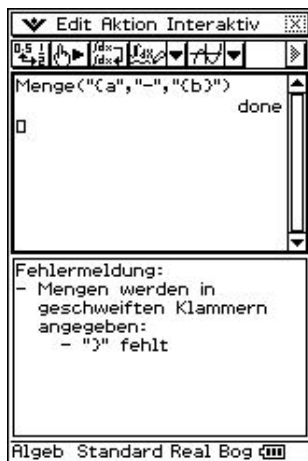 Edit Aktion Interaktiv
Menge("{a","-","{b}")
done
Fehlermeldung:
- Mengen werden in
geschweiften Klammern
angegeben:
- "}" fehlt
Algeb Standard Real Bog